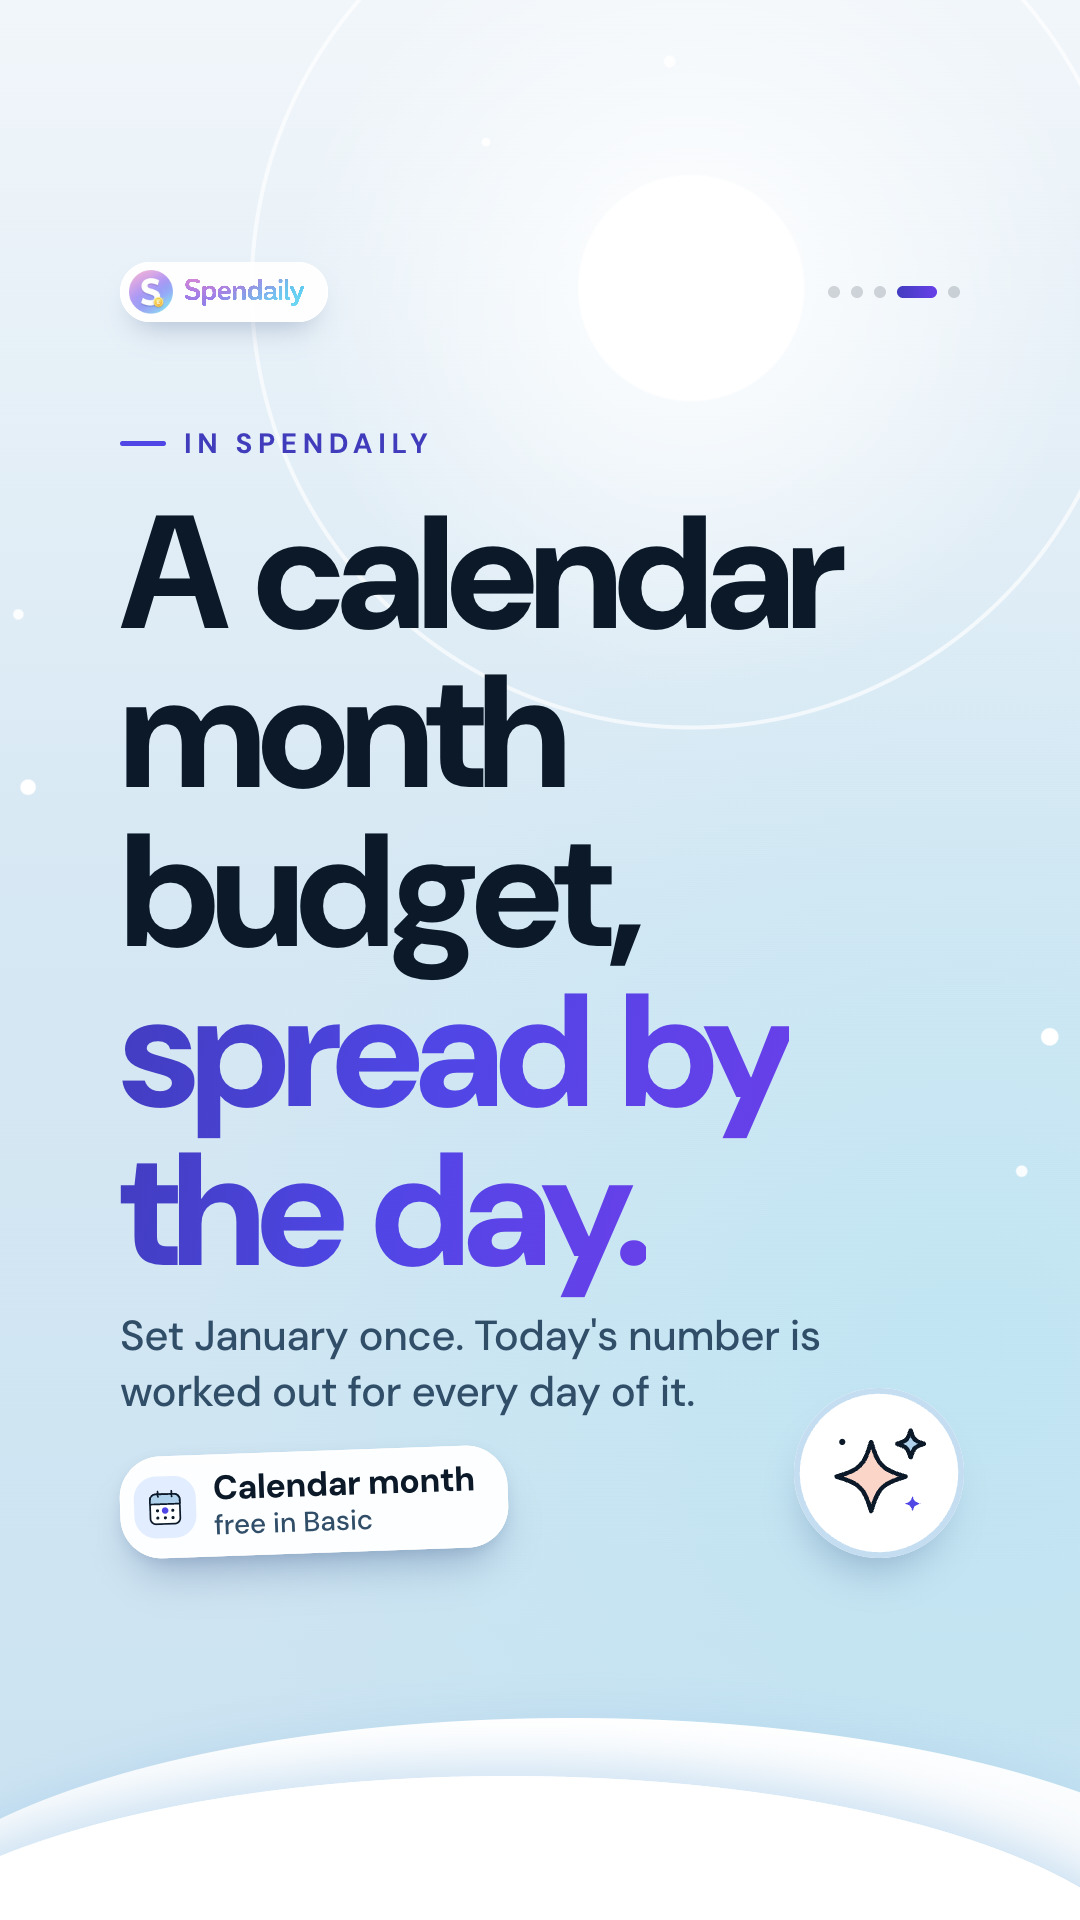 Spendaily
IN SPENDAILY
A calendar
month
budget,
spread by
the day.
Set January once. Today's number is
worked out for every day of it.
Calendar month
free in Basic